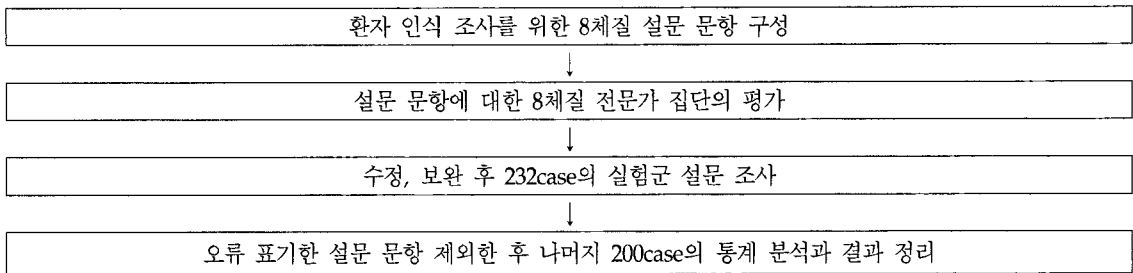 환자 인식 조사를 위한 8체질 설문 문항 구성
↓
설문 문항에 대한 8체질 전문가 집단의 평가
↓
수정, 보완 후 232case의 실험군 설문 조사
↓
오류 표기한 설문 문항 제외한 후 나머지 200case의 통계 분석과 결과 정리